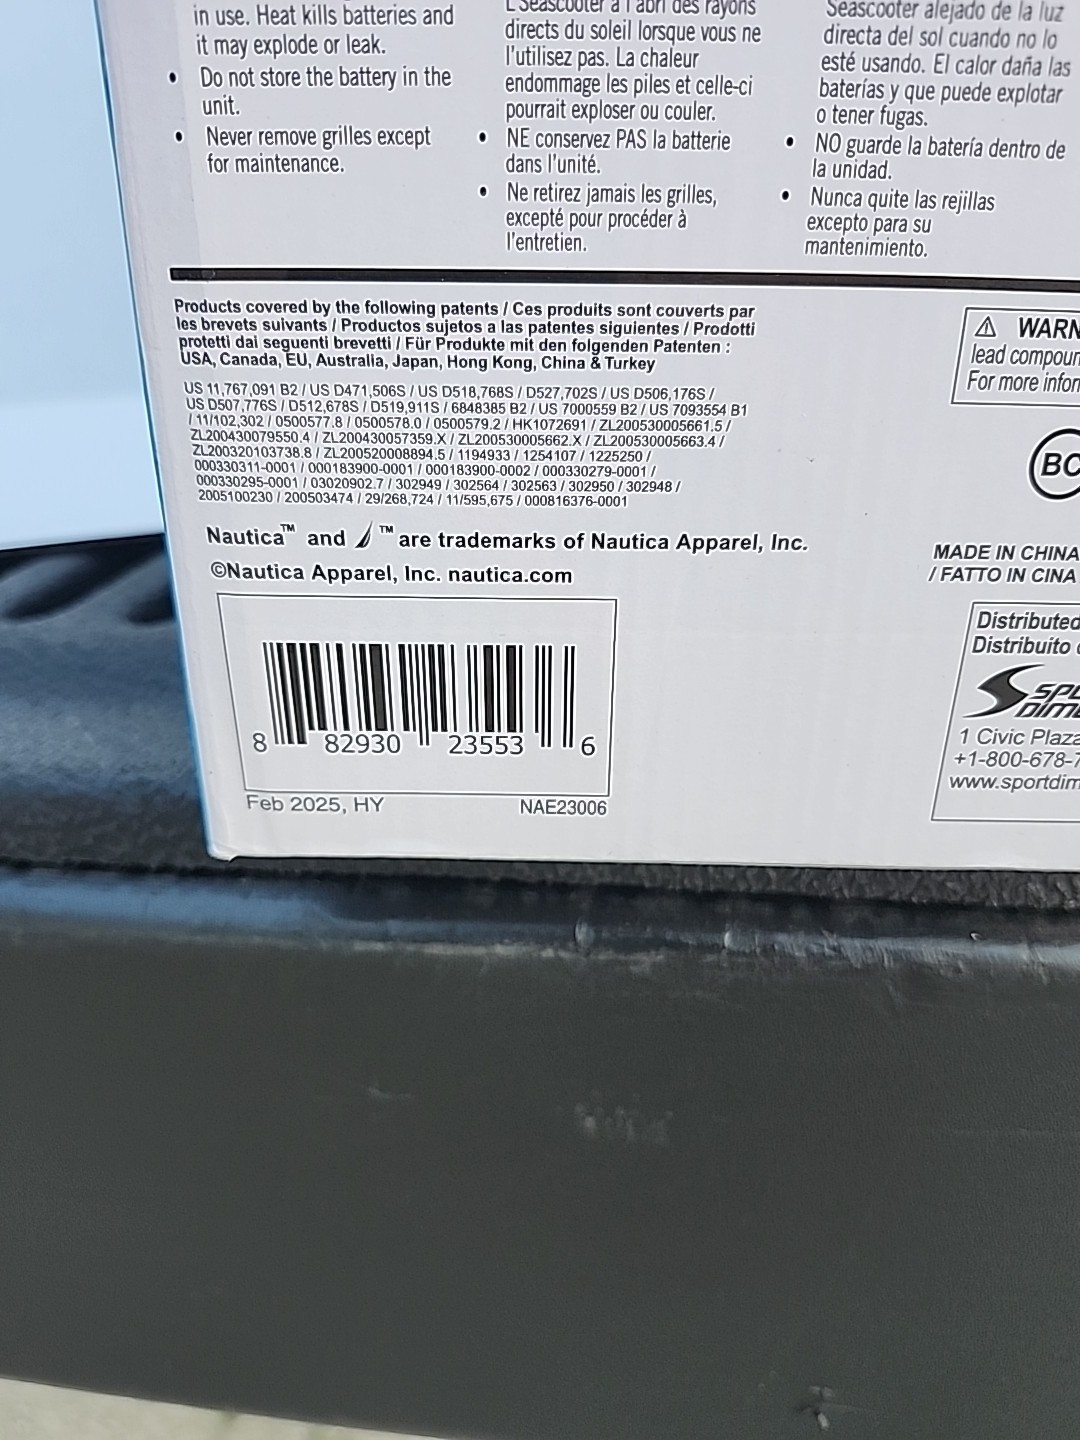 in use. Heat kills batteries and
it may explode or leak.
• Do not store the battery in the
unit.
• Never remove grilles except
for maintenance.
L'Seascooter à l'abri des rayons
directs du soleil lorsque vous ne
l'utilisez pas. La chaleur
endommage les piles et celle-ci
pourrait exploser ou couler.
• NE conservez PAS la batterie
dans l'unité.
• Ne retirez jamais les grilles,
excepté pour procéder à
l'entretien.
Seascooter alejado de la luz
directa del sol cuando no lo
esté usando. El calor daña las
baterías y que puede explotar
o tener fugas.
• NO guarde la batería dentro de
la unidad.
• Nunca quite las rejillas
excepto para su
mantenimiento.
Products covered by the following patents / Ces produits sont couverts par
les brevets suivants / Productos sujetos a las patentes siguientes / Prodotti
protetti dai seguenti brevetti / Für Produkte mit den folgenden Patenten :
USA, Canada, EU, Australia, Japan, Hong Kong, China & Turkey
US 11,767,091 B2 / US D471,506S / US D518,768S / D527,702S / US D506,176S /
US D507,776S / D512,678S / D519,911S / 6848385 B2 / US 7000559 B2 / US 7093554 B1
/ 11/102,302 / 0500577.8 / 0500578.0 / 0500579.2 / HK1072691 / ZL200530005661.5 /
ZL200430079550.4 / ZL200430057359.X / ZL200530005662.X / ZL200530005663.4 /
ZL200320103738.8 / ZL200520008894.5 / 1194933 / 1254107 / 1225250 /
000330311-0001 / 000183900-0001 / 000183900-0002 / 000330279-0001 /
000330295-0001 / 03020902.7 / 302949 / 302564 / 302563 / 302950 / 302948 /
2005100230 / 200503474 / 29/268,724 / 11/595,675 / 000816376-0001
Nautica™ and ™ are trademarks of Nautica Apparel, Inc.
©Nautica Apparel, Inc. nautica.com
8 82930 23553 6
Feb 2025, HY NAE23006
⚠ WARN
lead compoun
For more infor
BC
MADE IN CHINA
/ FATTO IN CINA
Distributed
Distribuito
SPO
DIME
1 Civic Plaza
+1-800-678-7
www.sportdim